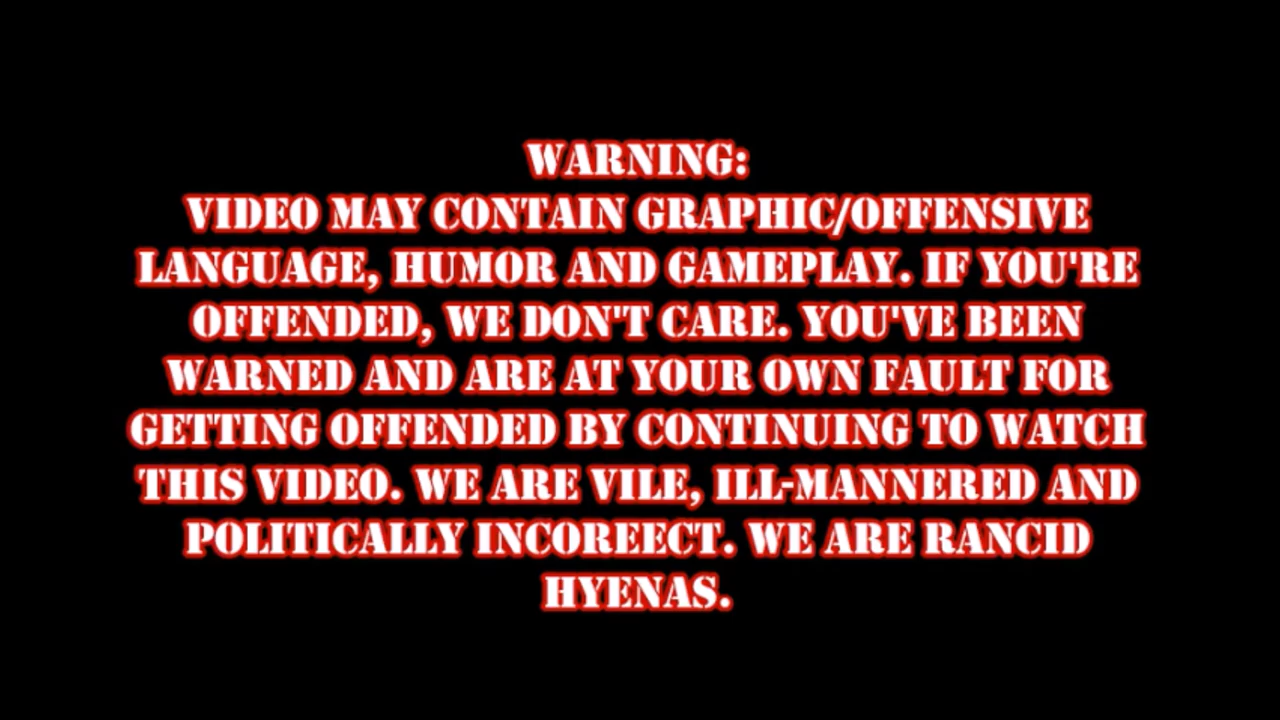 WARNING:
VIDEO MAY CONTAIN GRAPHIC/OFFENSIVE
LANGUAGE, HUMOR AND GAMEPLAY. IF YOU'RE
OFFENDED, WE DON'T CARE. YOU'VE BEEN
WARNED AND ARE AT YOUR OWN FAULT FOR
GETTING OFFENDED BY CONTINUING TO WATCH
THIS VIDEO. WE ARE VILE, ILL-MANNERED AND
POLITICALLY INCOREECT. WE ARE RANCID
HYENAS.